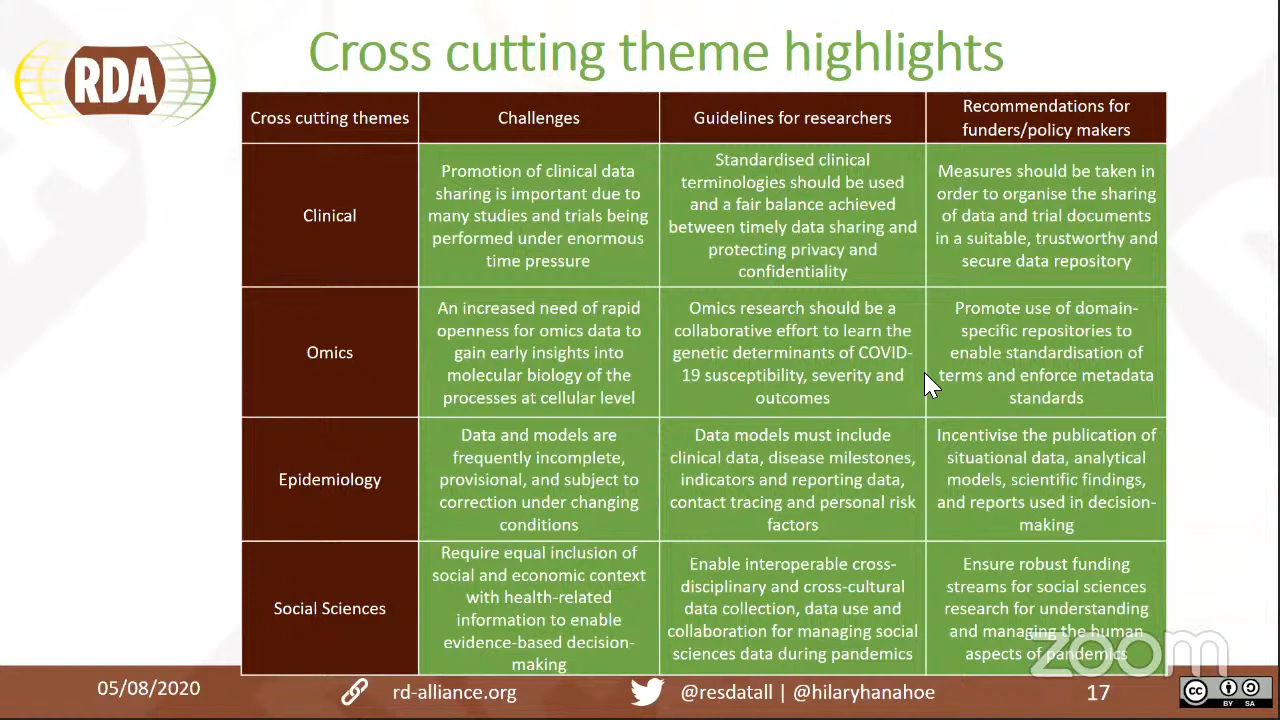 Cross cutting theme highlights
RDA
Cross cutting themes
Challenges
Guidelines for researchers
Recommendations for
funders/policy makers
Clinical
Promotion of clinical data
sharing is important due to
many studies and trials being
performed under enormous
time pressure
Standardised clinical
terminologies should be used
and a fair balance achieved
between timely data sharing and
protecting privacy and
confidentiality
Measures should be taken in
order to organise the sharing
of data and trial documents
in a suitable, trustworthy and
secure data repository
Omics
An increased need of rapid
openness for omics data to
gain early insights into
molecular biology of the
processes at cellular level
Omics research should be a
collaborative effort to learn the
genetic determinants of COVID-
19 susceptibility, severity and
outcomes
Promote use of domain-
specific repositories to
enable standardisation of
terms and enforce metadata
standards
Epidemiology
Data and models are
frequently incomplete,
provisional, and subject to
correction under changing
conditions
Data models must include
clinical data, disease milestones,
indicators and reporting data,
contact tracing and personal risk
factors
Incentivise the publication of
situational data, analytical
models, scientific findings,
and reports used in decision-
making
Social Sciences
Require equal inclusion of
social and economic context
with health-related
information to enable
evidence-based decision-
making
Enable interoperable cross-
disciplinary and cross-cultural
data collection, data use and
collaboration for managing social
sciences data during pandemics
Ensure robust funding
streams for social sciences
research for understanding
and managing the human
aspects of pandemics
zoom
05/08/2020
rd-alliance.org
@resdatall | @hilaryhanahoe
17
cc
BY SA